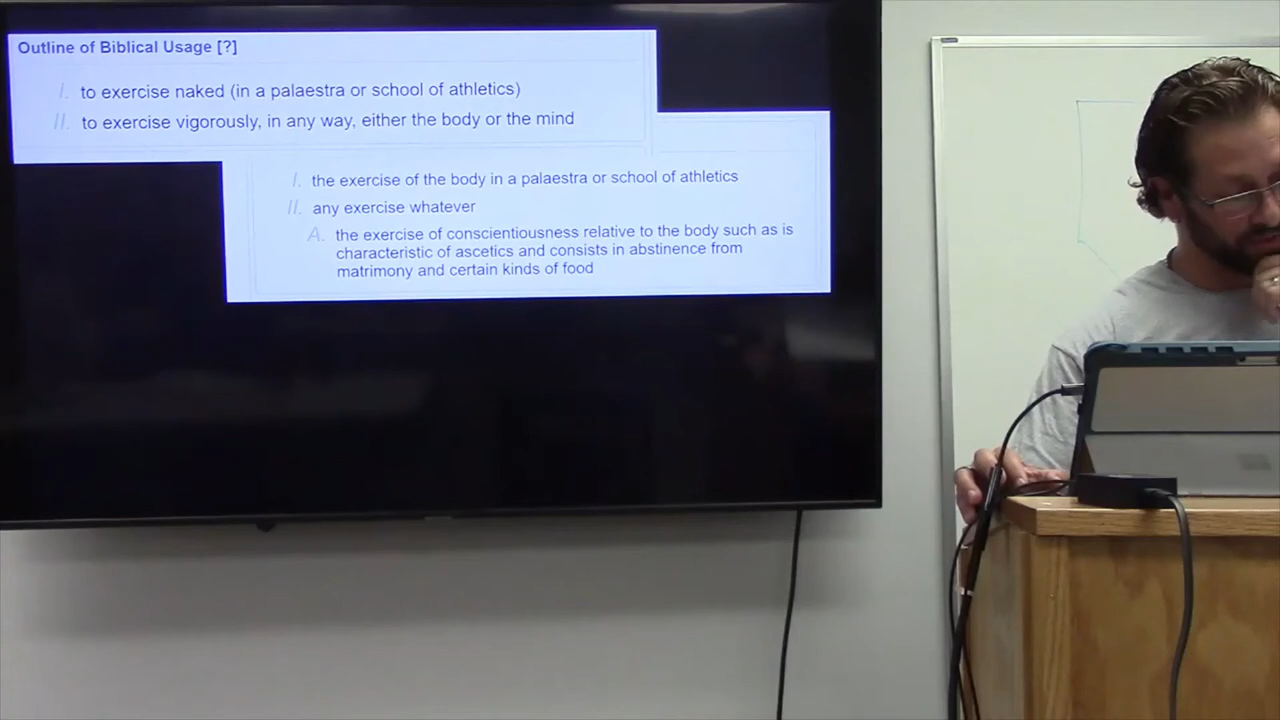 Outline of Biblical Usage [?]
I. to exercise naked (in a palaestra or school of athletics)
II. to exercise vigorously, in any way, either the body or the mind
I. the exercise of the body in a palaestra or school of athletics
II. any exercise whatever
A. the exercise of conscientiousness relative to the body such as is
characteristic of ascetics and consists in abstinence from
matrimony and certain kinds of food